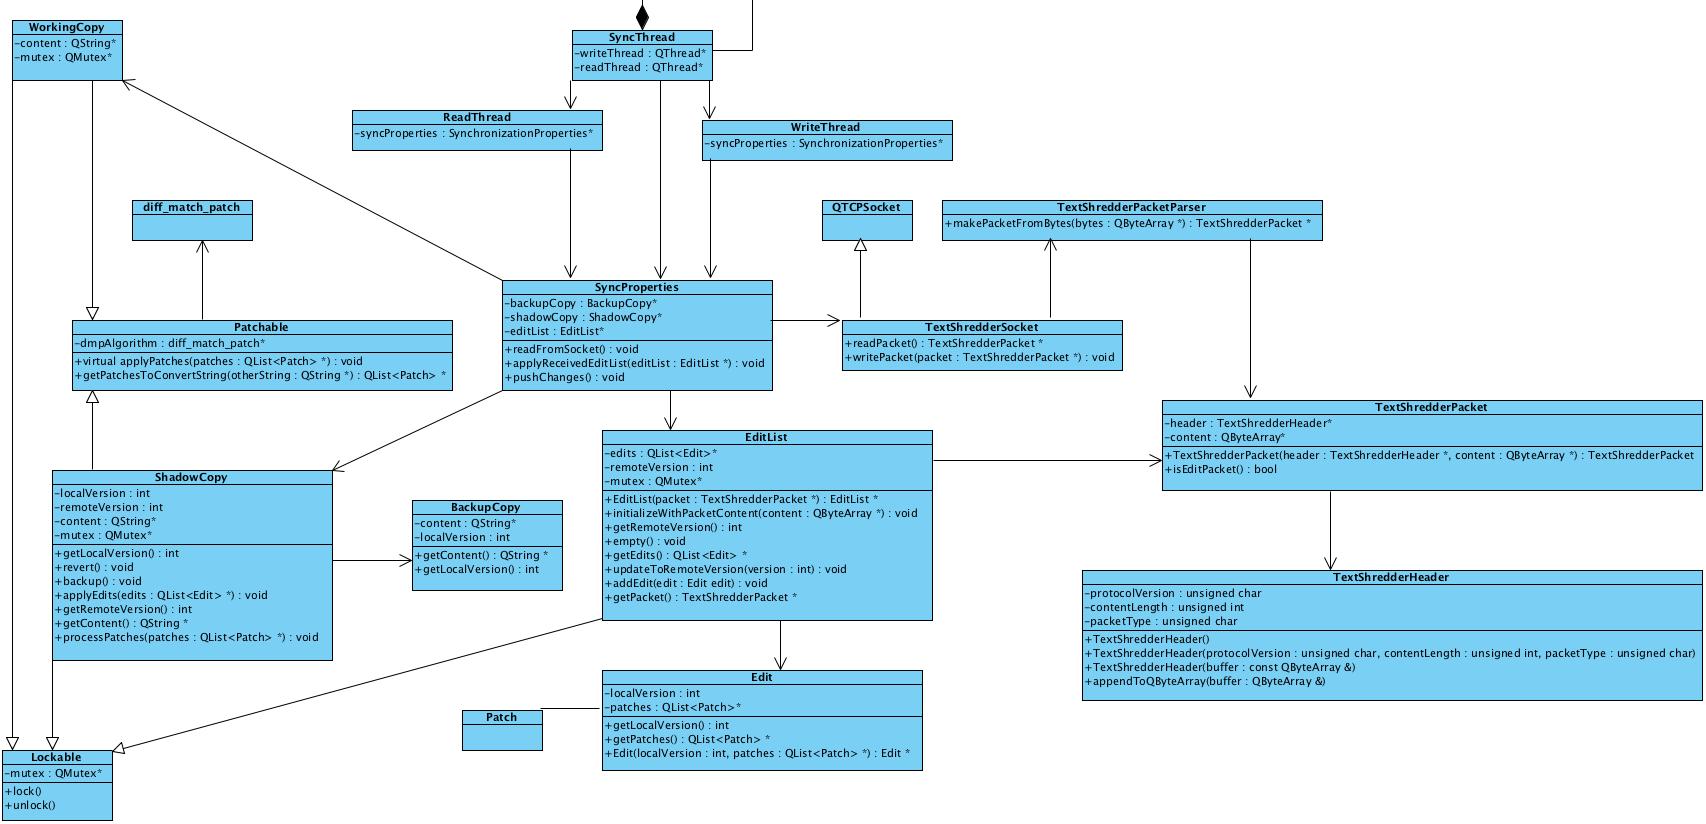 WorkingCopy
-content : QString*
-mutex : QMutex*
SyncThread
-writeThread : QThread*
-readThread : QThread*
ReadThread
-syncProperties : SynchronizationProperties*
WriteThread
-syncProperties : SynchronizationProperties*
diff_match_patch
QTCPSocket
TextShredderPacketParser
+makePacketFromBytes(bytes : QByteArray *) : TextShredderPacket *
SyncProperties
-backupCopy : BackupCopy*
-shadowCopy : ShadowCopy*
-editList : EditList*
+readFromSocket() : void
+applyReceivedEditList(editList : EditList *) : void
+pushChanges() : void
Patchable
-dmpAlgorithm : diff_match_patch*
+virtual applyPatches(patches : QList<Patch> *) : void
+getPatchesToConvertString(otherString : QString *) : QList<Patch> *
TextShredderSocket
+readPacket() : TextShredderPacket *
+writePacket(packet : TextShredderPacket *) : void
TextShredderPacket
-header : TextShredderHeader*
-content : QByteArray*
+TextShredderPacket(header : TextShredderHeader *, content : QByteArray *) : TextShredderPacket
+isEditPacket() : bool
EditList
-edits : QList<Edit>*
-remoteVersion : int
-mutex : QMutex*
+EditList(packet : TextShredderPacket *) : EditList *
+initializeWithPacketContent(content : QByteArray *) : void
+getRemoteVersion() : int
+empty() : void
+getEdits() : QList<Edit> *
+updateToRemoteVersion(version : int) : void
+addEdit(edit : Edit edit) : void
+getPacket() : TextShredderPacket *
ShadowCopy
-localVersion : int
-remoteVersion : int
-content : QString*
-mutex : QMutex*
+getLocalVersion() : int
+revert() : void
+backup() : void
+applyEdits(edits : QList<Edit> *) : void
+getRemoteVersion() : int
+getContent() : QString *
+processPatches(patches : QList<Patch> *) : void
BackupCopy
-content : QString*
-localVersion : int
+getContent() : QString *
+getLocalVersion() : int
TextShredderHeader
-protocolVersion : unsigned char
-contentLength : unsigned int
-packetType : unsigned char
+TextShredderHeader()
+TextShredderHeader(protocolVersion : unsigned char, contentLength : unsigned int, packetType : unsigned char)
+TextShredderHeader(buffer : const QByteArray &)
+appendToQByteArray(buffer : QByteArray &)
Edit
-localVersion : int
-patches : QList<Patch>*
+getLocalVersion() : int
+getPatches() : QList<Patch> *
+Edit(localVersion : int, patches : QList<Patch> *) : Edit *
Patch
Lockable
-mutex : QMutex*
+lock()
+unlock()